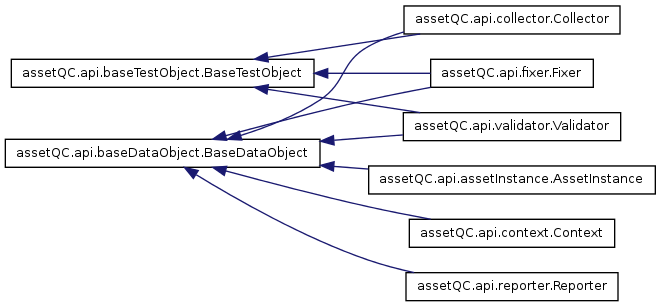 assetQC.api.collector.Collector
assetQC.api.baseTestObject.BaseTestObject
assetQC.api.fixer.Fixer
assetQC.api.validator.Validator
assetQC.api.baseDataObject.BaseDataObject
assetQC.api.assetInstance.AssetInstance
assetQC.api.context.Context
assetQC.api.reporter.Reporter